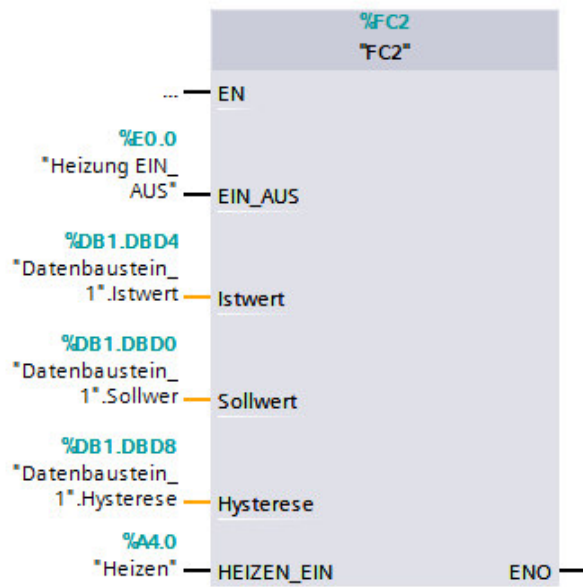 %FC2
"FC2"
... EN
%E0.0
"Heizung EIN_
AUS" EIN_AUS
%DB1.DBD4
"Datenbaustein_
1".Istwert Istwert
%DB1.DBD0
"Datenbaustein_
1".Sollwer Sollwert
%DB1.DBD8
"Datenbaustein_
1".Hysterese Hysterese
%A4.0
"Heizen" HEIZEN_EIN ENO